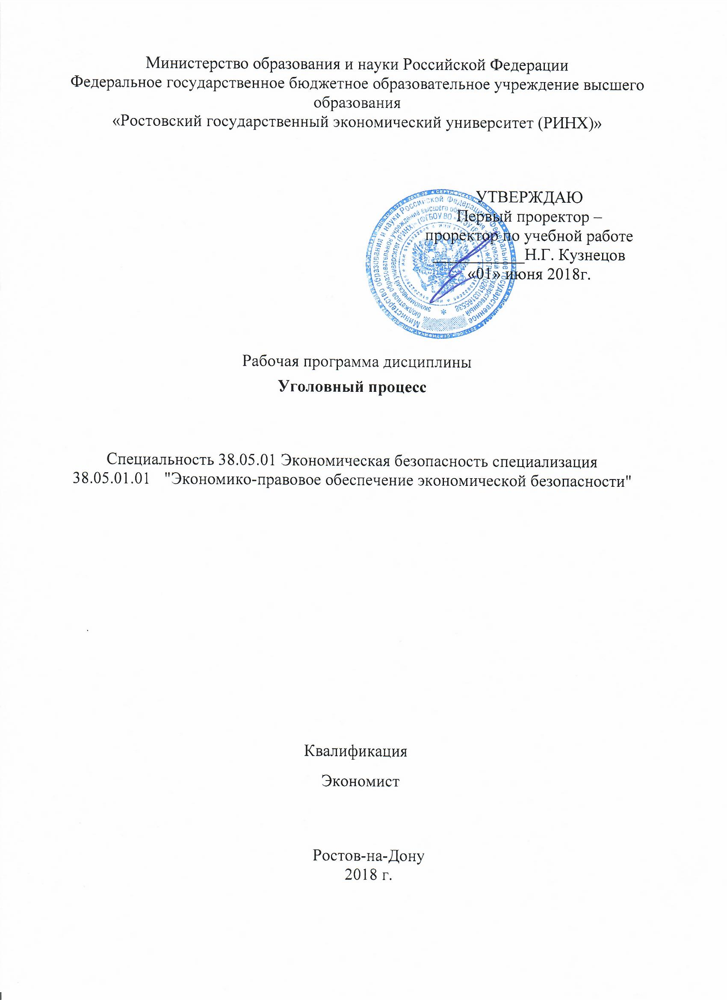 Министерство образования и науки Российской Федерации
Федеральное государственное бюджетное образовательное учреждение высшего
образования
«Ростовский государственный экономический университет (РИНХ)»
УТВЕРЖДАЮ
Первый проректор –
проректор по учебной работе
___________Н.Г. Кузнецов
«01» июня 2018г.
Рабочая программа дисциплины
Уголовный процесс
Специальность 38.05.01 Экономическая безопасность специализация
38.05.01.01 "Экономико-правовое обеспечение экономической безопасности"
Квалификация
Экономист
Ростов-на-Дону
2018 г.